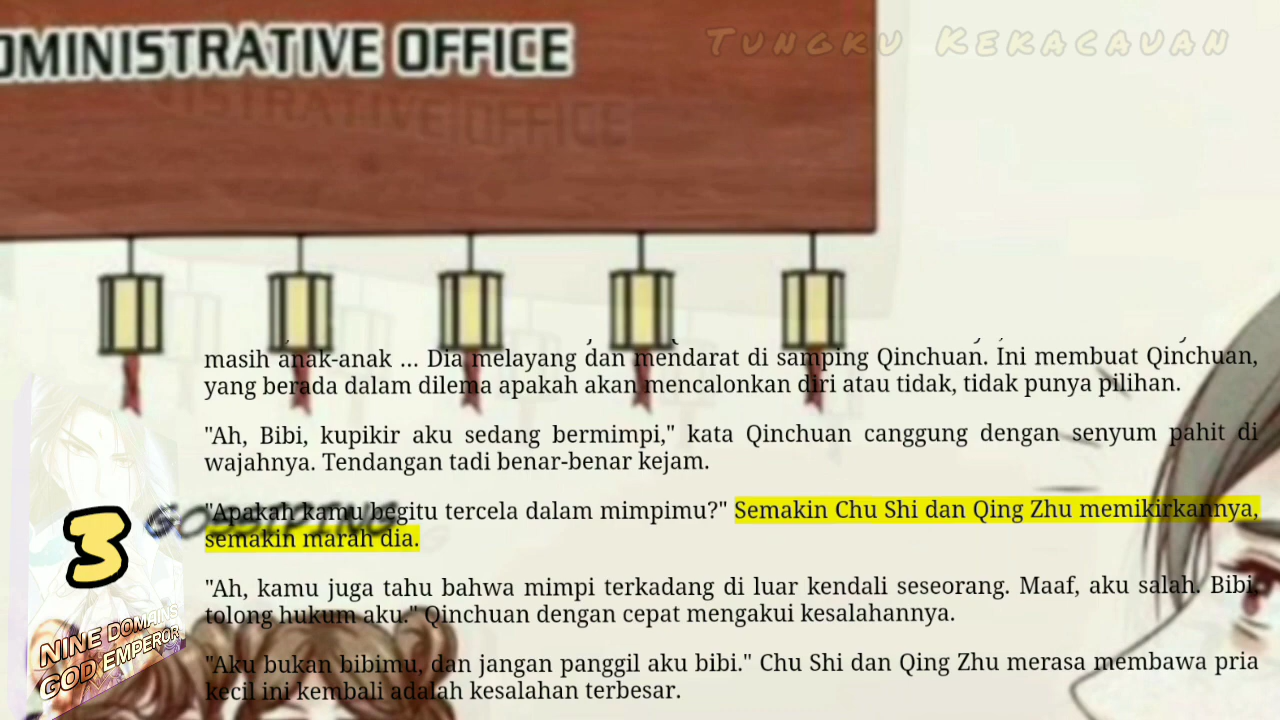 DMINISTRATIVE OFFICE
Tungku Kekacauan
NISTRATIVE OFFICE
masih anak-anak ... Dia melayang dan mendarat di samping Qinchuan. Ini membuat Qinchuan,
yang berada dalam dilema apakah akan mencalonkan diri atau tidak, tidak punya pilihan.
"Ah, Bibi, kupikir aku sedang bermimpi," kata Qinchuan canggung dengan senyum pahit di
wajahnya. Tendangan tadi benar-benar kejam.
"Apakah kamu begitu tercela dalam mimpimu?" Semakin Chu Shi dan Qing Zhu memikirkannya,
semakin marah dia.
GOSSIPING
3
"Ah, kamu juga tahu bahwa mimpi terkadang di luar kendali seseorang. Maaf, aku salah. Bibi,
tolong hukum aku." Qinchuan dengan cepat mengakui kesalahannya.
"Aku bukan bibimu, dan jangan panggil aku bibi." Chu Shi dan Qing Zhu merasa membawa pria
kecil ini kembali adalah kesalahan terbesar.
NINE DOMAINS
GOD EMPEROR